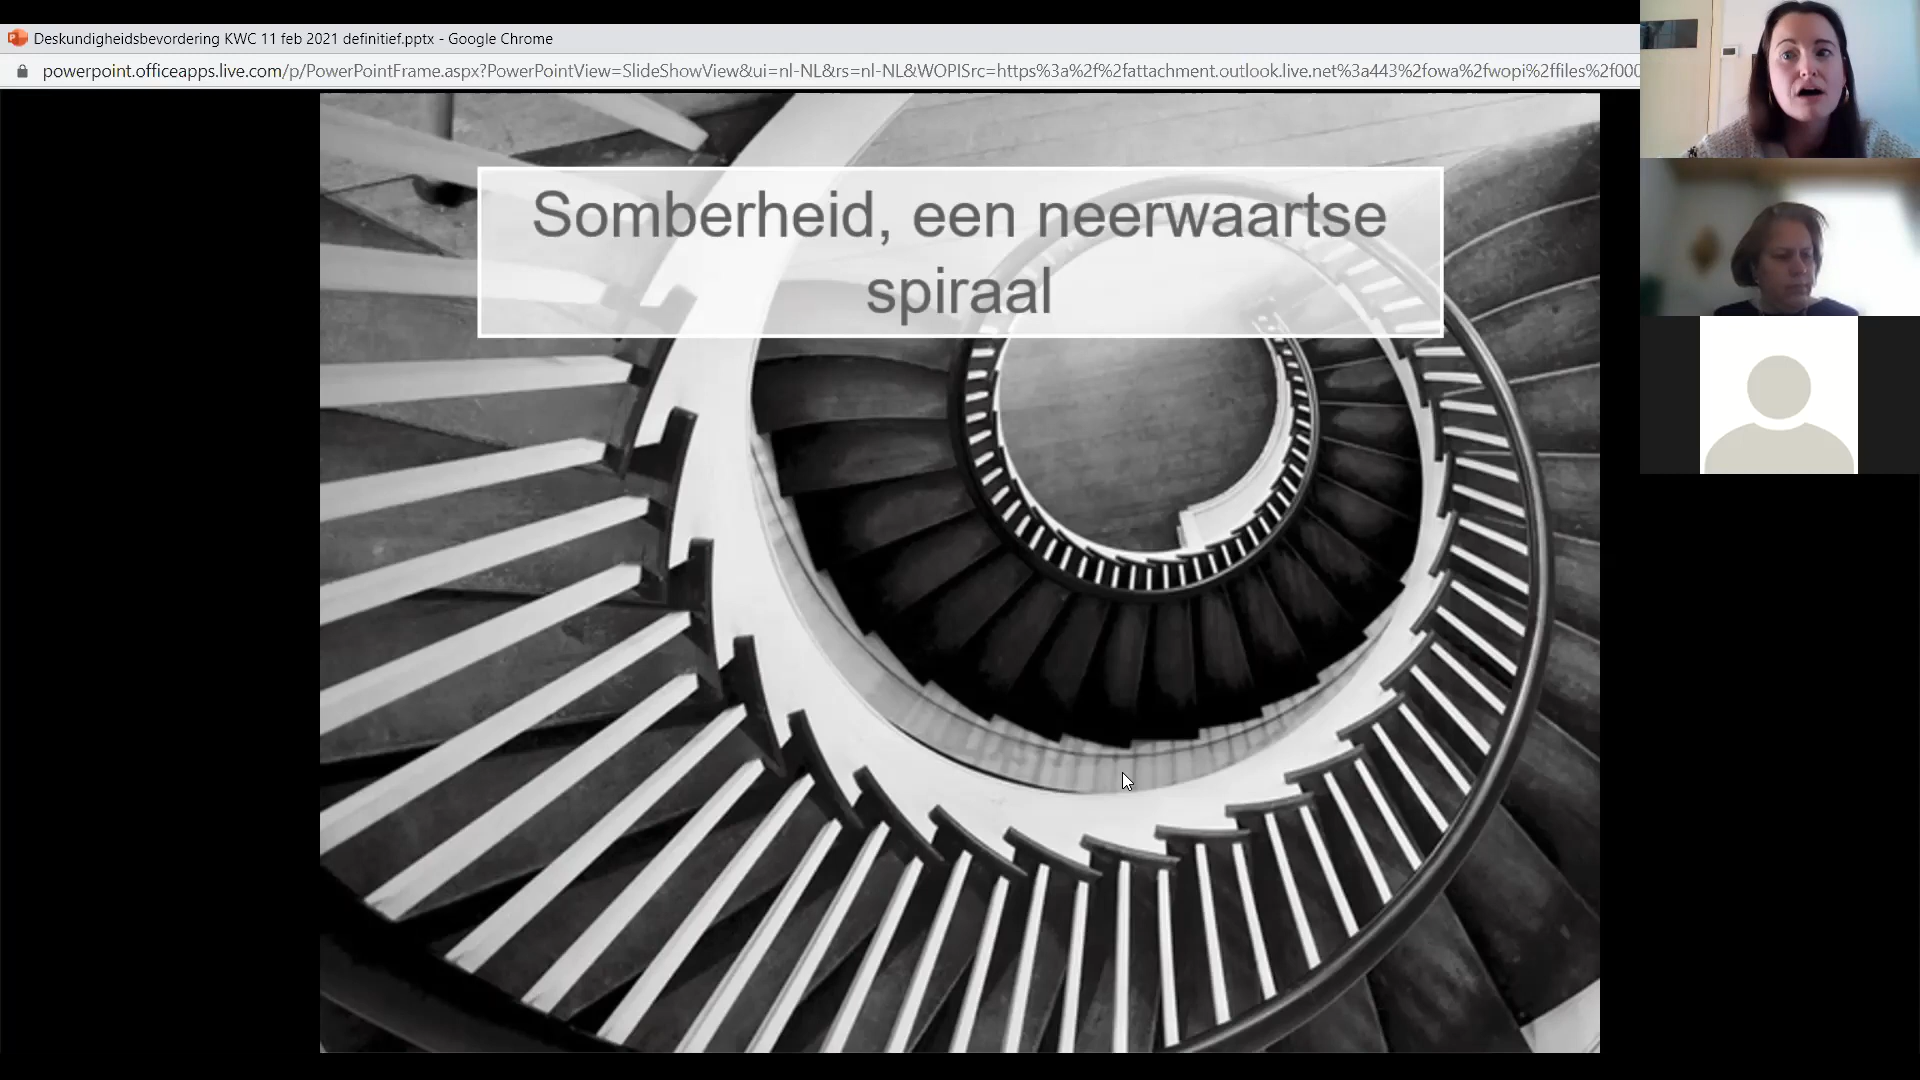 Deskundigheidsbevordering KWC 11 feb 2021 definitief.pptx - Google Chrome
powerpoint.officeapps.live.com/p/PowerPointFrame.aspx?PowerPointView=SlideShowView&ui=nl-NL&rs=nl-NL&WOPISrc=https%3a%2f%2fattachment.outlook.live.net%3a443%2fowa%2fwopi%2ffiles%2f000
Somberheid, een neerwaartse
spiraal